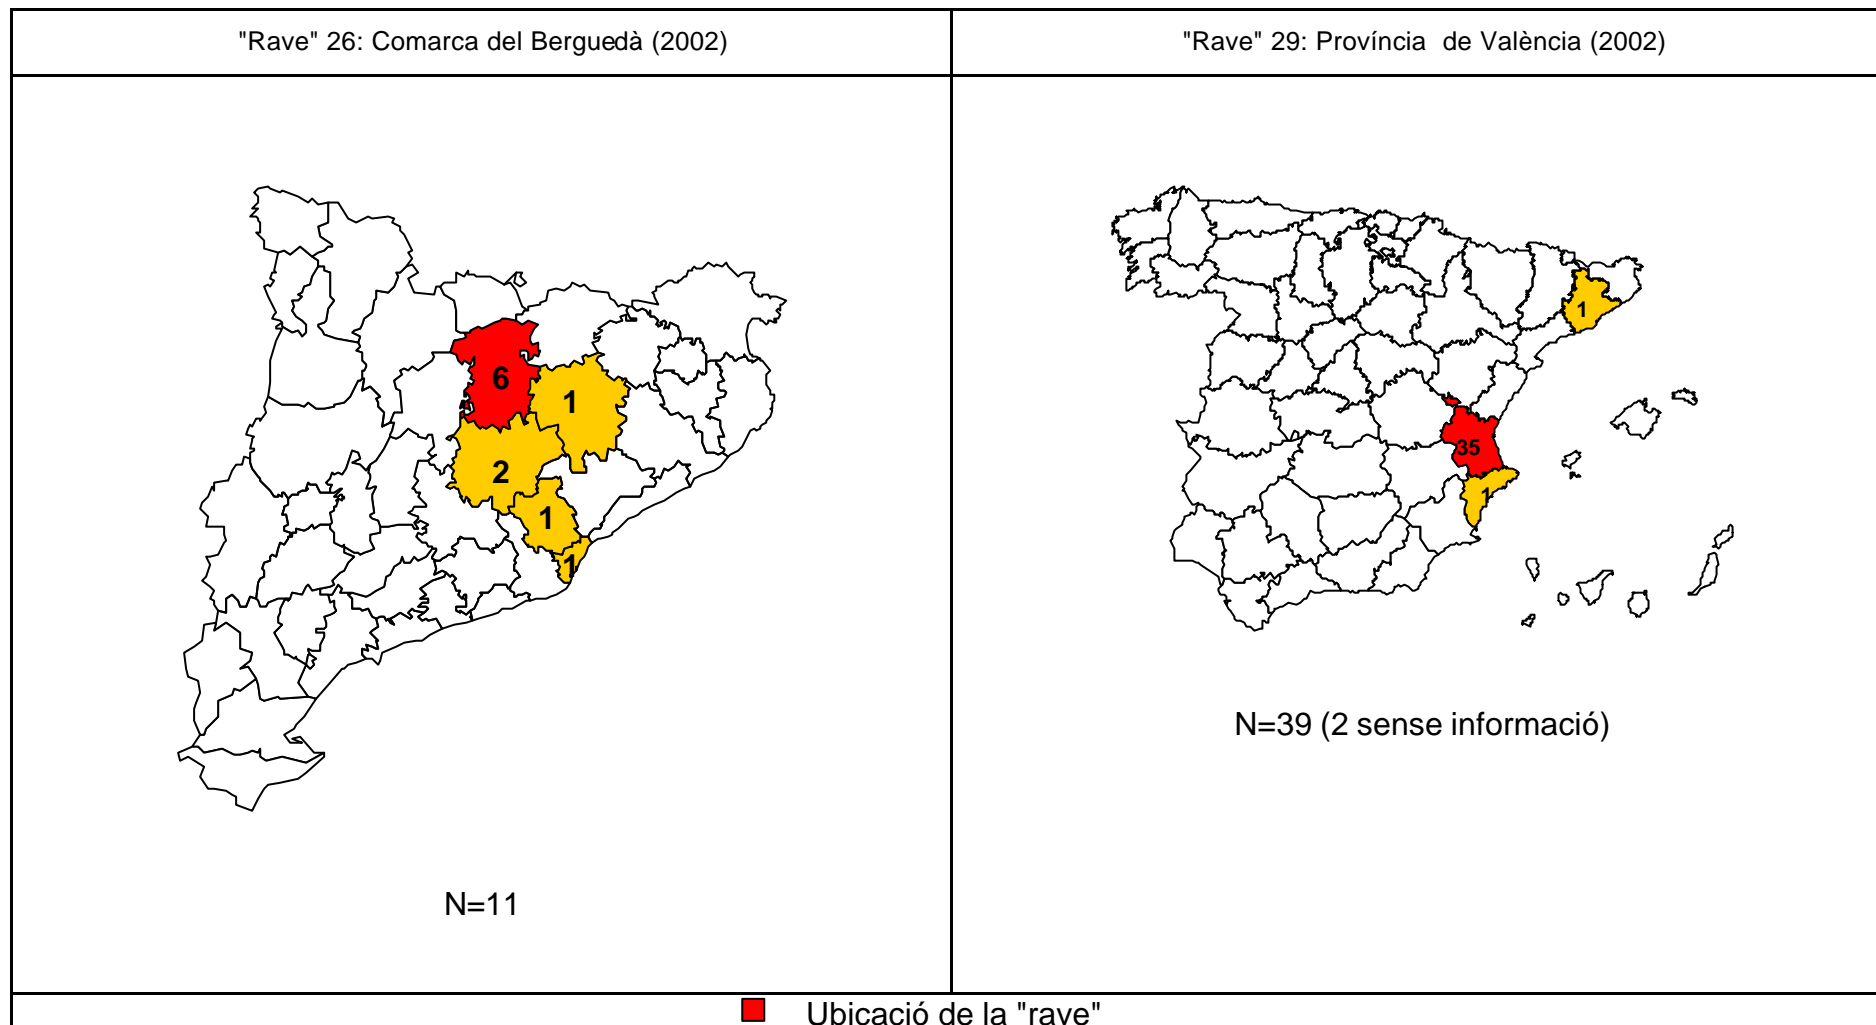 "Rave" 26: Comarca del Berguedà (2002)
"Rave" 29: Província  de València (2002)
6
1
2
1
1
N=11
1
35
1
N=39 (2 sense informació)
Ubicació de la "rave"